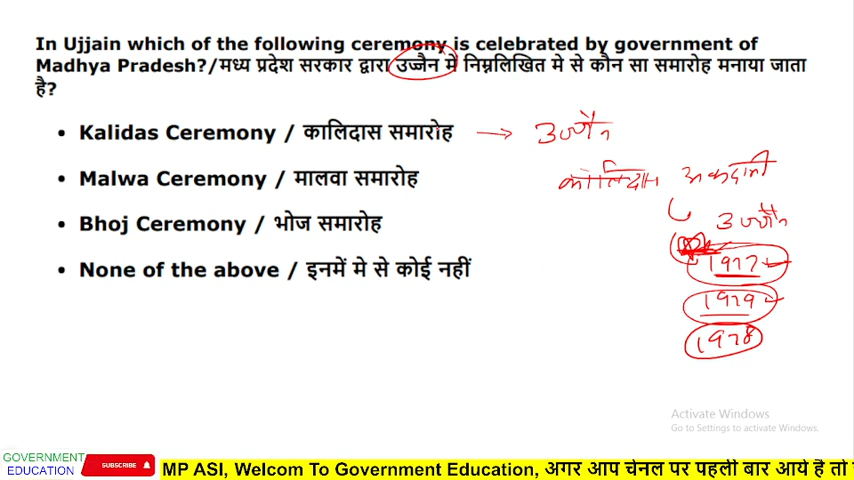 In Ujjain which of the following ceremony is celebrated by government of
Madhya Pradesh?/मध्य प्रदेश सरकार द्वारा उज्जैन मे निम्नलिखित मे से कौन सा समारोह मनाया जाता
है?
• Kalidas Ceremony / कालिदास समारोह → उज्जैन
कालिदास अकादमी
• Malwa Ceremony / मालवा समारोह
• Bhoj Ceremony / भोज समारोह
उज्जैन
• None of the above / इनमें मे से कोई नहीं
1977
1979
1978
Activate Windows
Go to Settings to activate Windows.
GOVERNMENT
EDUCATION
SUBSCRIBE
MP ASI, Welcom To Government Education, अगर आप चेनल पर पहली बार आये है तो